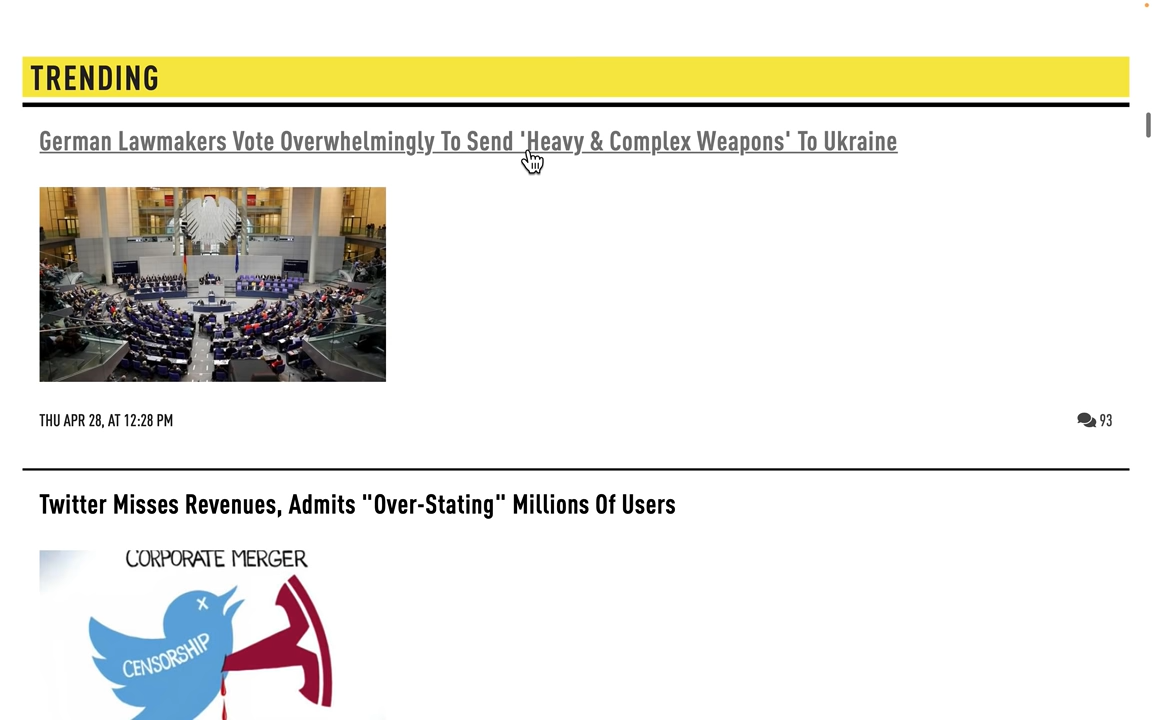 TRENDING
German Lawmakers Vote Overwhelmingly To Send 'Heavy & Complex Weapons' To Ukraine
THU APR 28, AT 12:28 PM
93
Twitter Misses Revenues, Admits "Over-Stating" Millions Of Users
CORPORATE MERGER
CENSORSHIP